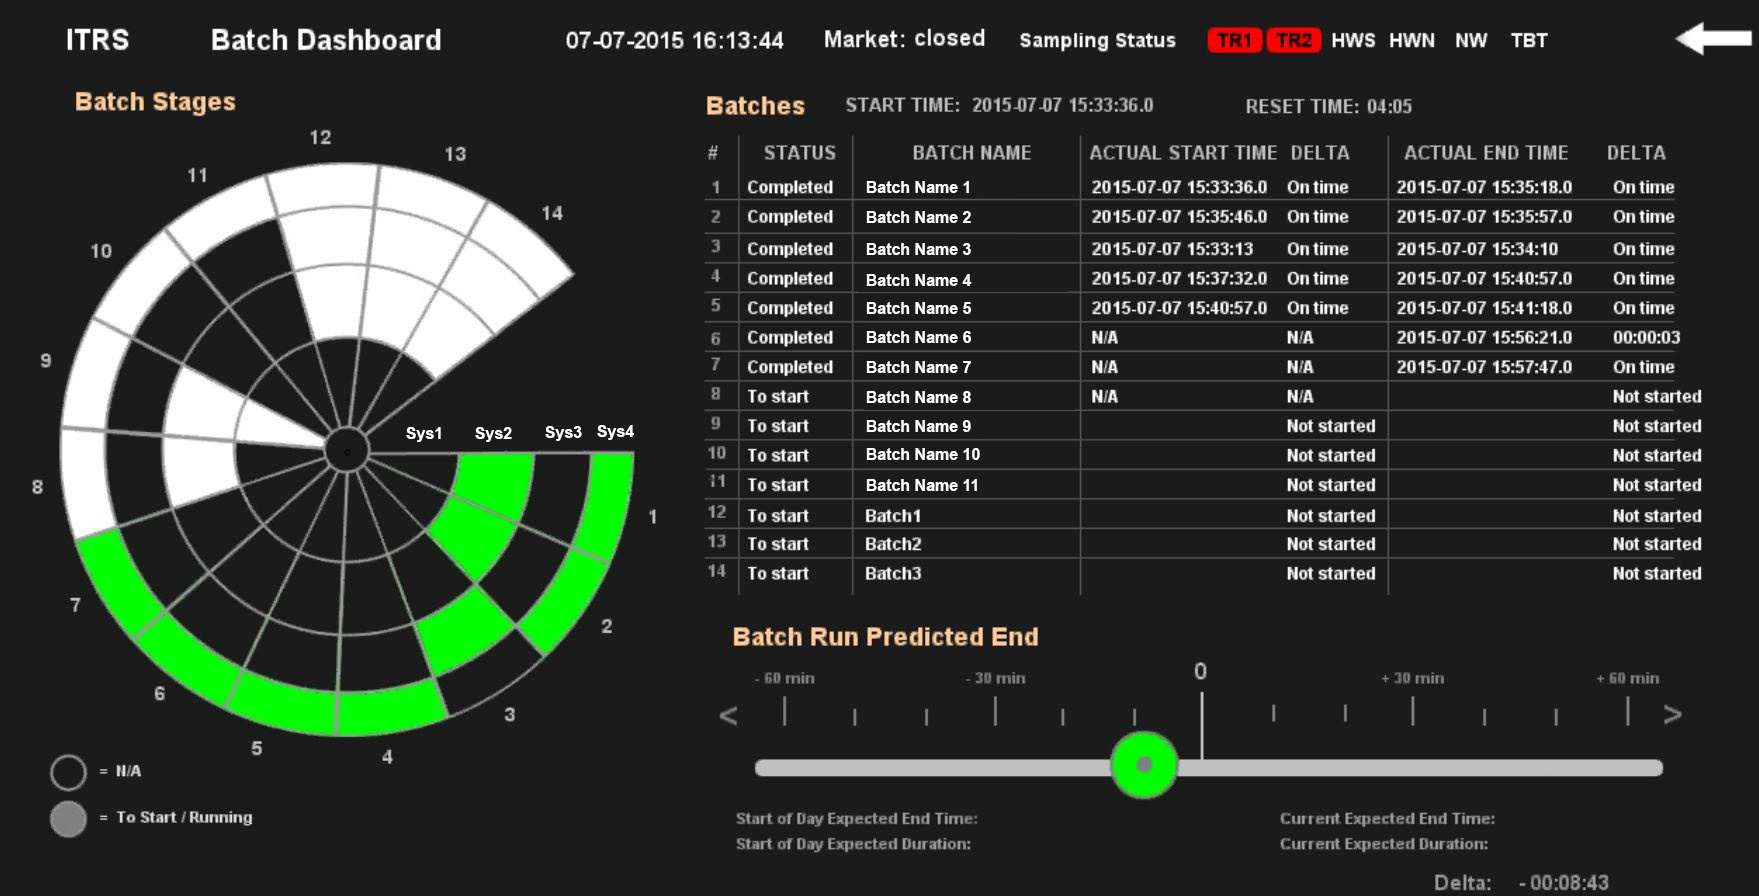 ITRS Batch Dashboard 07-07-2015 16:13:44 Market: closed Sampling Status TR1 TR2 HWS HWN NW TBT
Batch Stages
12
13
11
14
10
9
Sys1 Sys2 Sys3 Sys4
8
1
7
2
6
3
5
4
= N/A
= To Start / Running
Batches START TIME: 2015-07-07 15:33:36.0 RESET TIME: 04:05
# STATUS BATCH NAME ACTUAL START TIME DELTA ACTUAL END TIME DELTA
1 Completed Batch Name 1 2015-07-07 15:33:36.0 On time 2015-07-07 15:35:18.0 On time
2 Completed Batch Name 2 2015-07-07 15:35:46.0 On time 2015-07-07 15:35:57.0 On time
3 Completed Batch Name 3 2015-07-07 15:33:13 On time 2015-07-07 15:34:10 On time
4 Completed Batch Name 4 2015-07-07 15:37:32.0 On time 2015-07-07 15:40:57.0 On time
5 Completed Batch Name 5 2015-07-07 15:40:57.0 On time 2015-07-07 15:41:18.0 On time
6 Completed Batch Name 6 N/A N/A 2015-07-07 15:56:21.0 00:00:03
7 Completed Batch Name 7 N/A N/A 2015-07-07 15:57:47.0 On time
8 To start Batch Name 8 N/A N/A Not started
9 To start Batch Name 9 Not started Not started
10 To start Batch Name 10 Not started Not started
11 To start Batch Name 11 Not started Not started
12 To start Batch1 Not started Not started
13 To start Batch2 Not started Not started
14 To start Batch3 Not started Not started
Batch Run Predicted End
- 60 min - 30 min 0 + 30 min + 60 min
< >
Start of Day Expected End Time: Current Expected End Time:
Start of Day Expected Duration: Current Expected Duration:
Delta: - 00:08:43